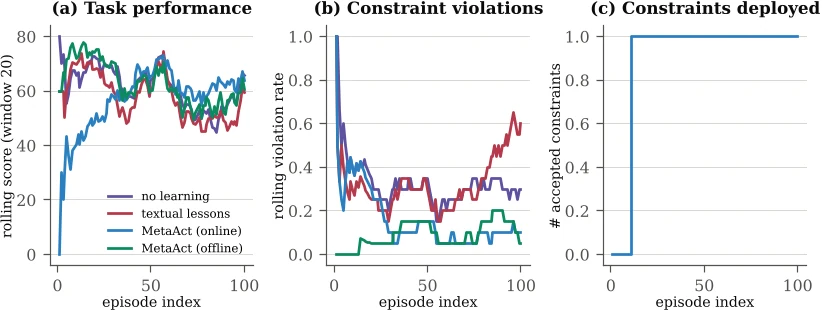 (a) Task performance
80
60
40
20
0
rolling score (window 20)
no learning
textual lessons
MetaAct (online)
MetaAct (offline)
0
50
100
episode index
(b) Constraint violations
1.0
0.8
0.6
0.4
0.2
0.0
rolling violation rate
0
50
100
episode index
(c) Constraints deployed
1.0
0.8
0.6
0.4
0.2
0.0
# accepted constraints
0
50
100
episode index